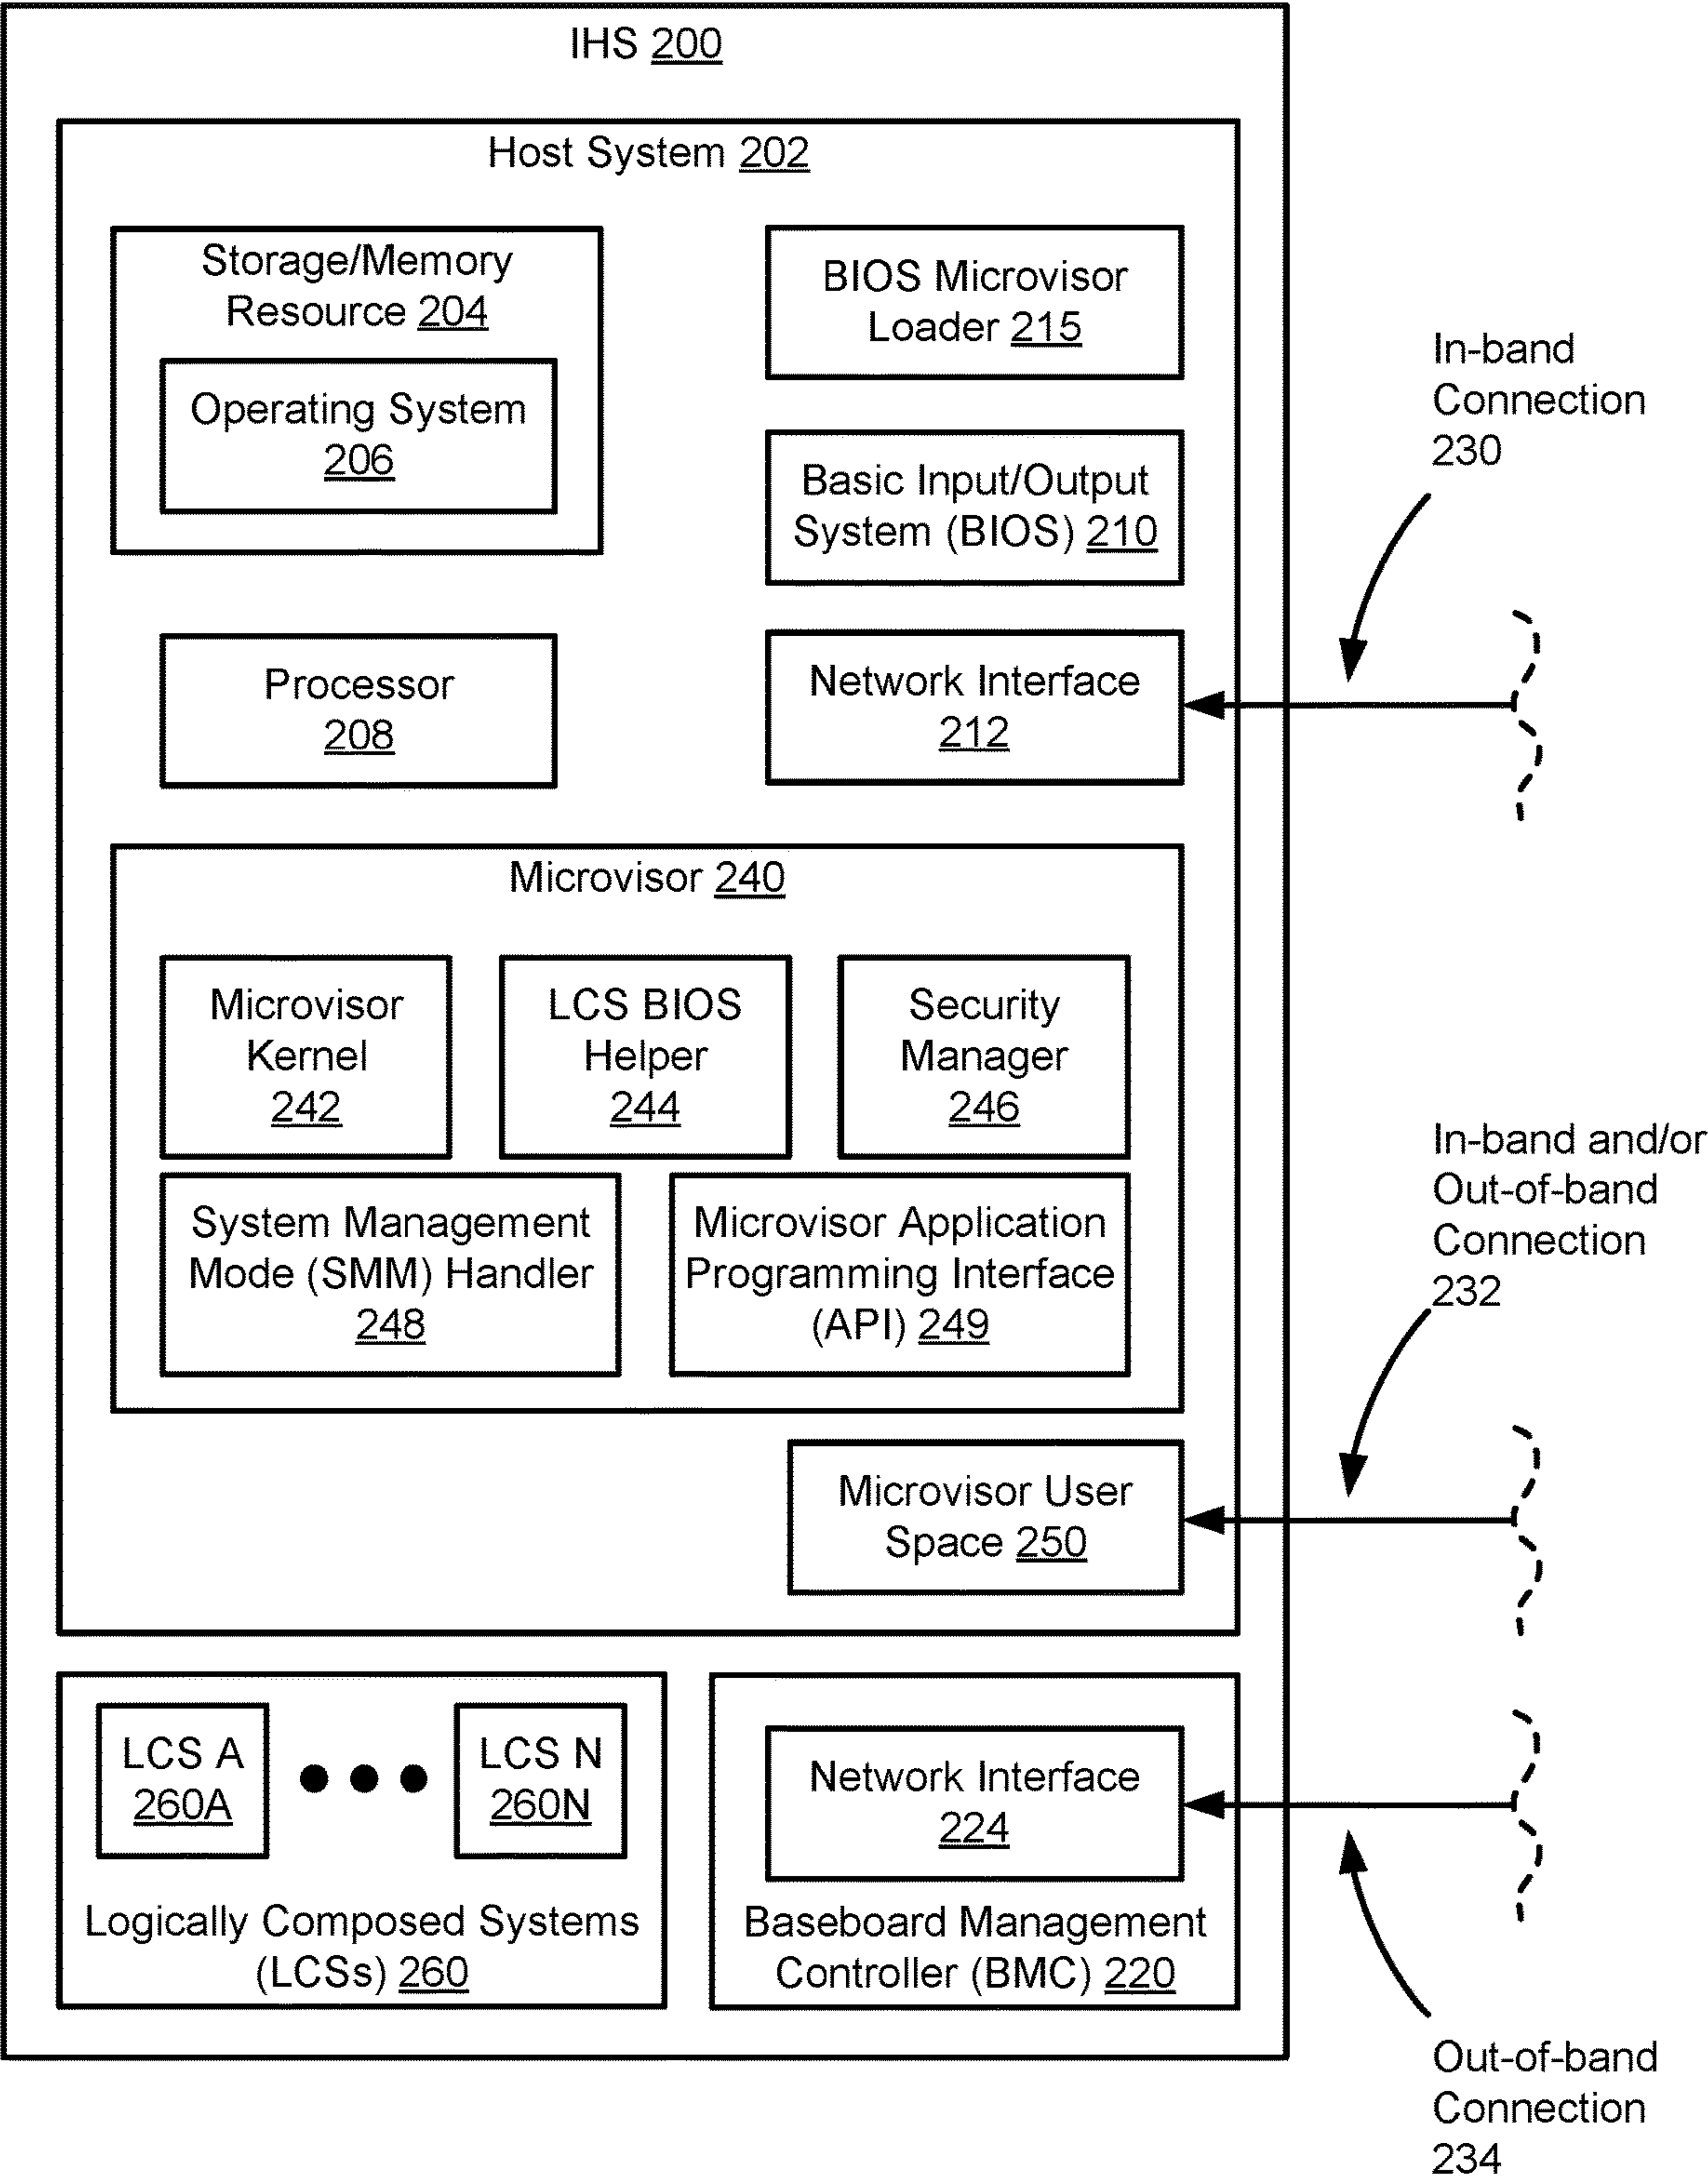 IHS 200
Host System 202
Storage/Memory
Resource 204
Operating System
206
BIOS Microvisor
Loader 215
Basic Input/Output
System (BIOS) 210
Processor
208
Network Interface
212
In-band
Connection
230
Microvisor 240
Microvisor
Kernel
242
LCS BIOS
Helper
244
Security
Manager
246
System Management
Mode (SMM) Handler
248
Microvisor Application
Programming Interface
(API) 249
In-band and/or
Out-of-band
Connection
232
Microvisor User
Space 250
LCS A
260A
LCS N
260N
Logically Composed Systems
(LCSs) 260
Network Interface
224
Baseboard Management
Controller (BMC) 220
Out-of-band
Connection
234